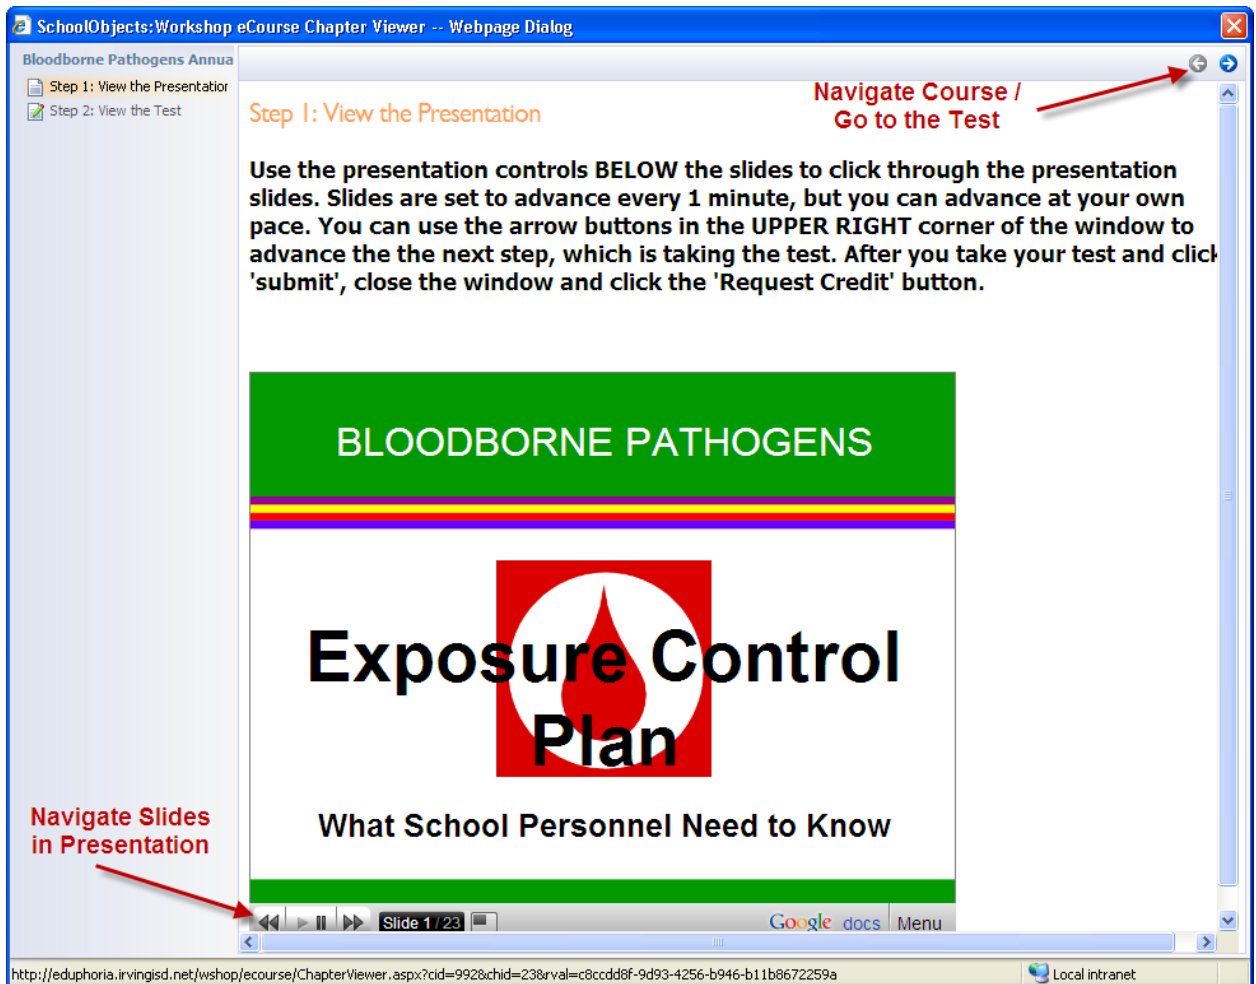 SchoolObjects:Workshop eCourse Chapter Viewer -- Webpage Dialog
Bloodborne Pathogens Annua
Step 1: View the Presentation
Step 2: View the Test
Navigate Course /
Go to the Test
Step 1: View the Presentation
Use the presentation controls BELOW the slides to click through the presentation
slides. Slides are set to advance every 1 minute, but you can advance at your own
pace. You can use the arrow buttons in the UPPER RIGHT corner of the window to
advance the the next step, which is taking the test. After you take your test and click
'submit', close the window and click the 'Request Credit' button.
BLOODBORNE PATHOGENS
Exposure Control
Plan
What School Personnel Need to Know
Navigate Slides
in Presentation
Slide 1 / 23
Google docs
Menu
http://eduphoria.irvingisd.net/wshop/ecourse/ChapterViewer.aspx?cid=992&chid=23&rval=c8ccdd8f-9d93-4256-b946-b11b8672259a
Local intranet